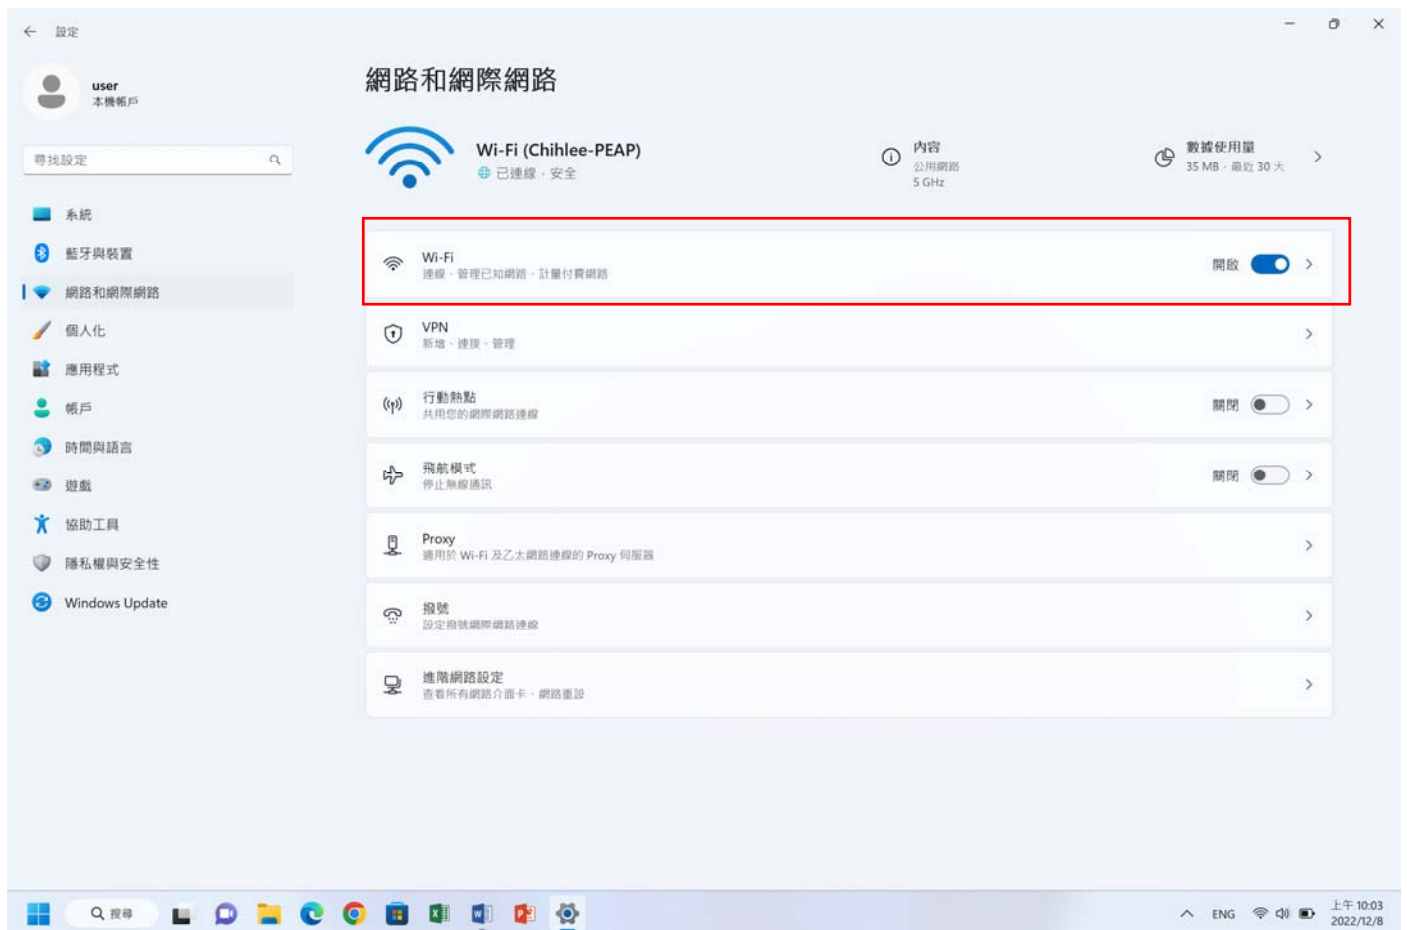 設定
user
本機帳戶
尋找設定
系統
藍牙與裝置
網路和網際網路
個人化
應用程式
帳戶
時間與語言
遊戲
協助工具
隱私權與安全性
Windows Update
網路和網際網路
Wi-Fi (Chihlee-PEAP)
已連線，安全
內容
公用網路
5 GHz
數據使用量
35 MB，最近 30 天
Wi-Fi
連線、管理已知網路、計量付費網路
開啟
VPN
新增、連接、管理
行動熱點
共用您的網際網路連線
關閉
飛航模式
停止無線通訊
關閉
Proxy
適用於 Wi-Fi 及乙太網路連線的 Proxy 伺服器
撥號
設定撥號網際網路連線
進階網路設定
查看所有網路介面卡、網路重設
搜尋
ENG
上午 10:03
2022/12/8